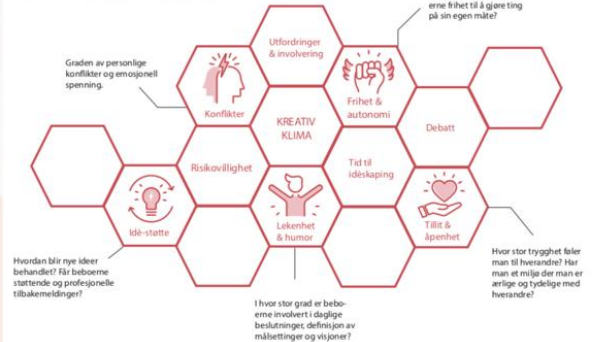 erne frihet til å gjøre ting
på sin egen måte?
Utfordringer
& involvering
Graden av personlige
konflikter og emosjonell
spenning.
Konflikter
Frihet &
autonomi
KREATIV
KLIMA
Debatt
Risikovillighet
Tid til
idéskaping
Idè-støtte
Lekenhet
& humor
Tillit &
åpenhet
Hvordan blir nye ideer
behandlet? Får beboerne
støttende og profesjonelle
tilbakemeldinger?
Hvor stor trygghet føler
man til hverandre? Har
man et miljø der man er
ærlige og tydelige med
hverandre?
I hvor stor grad er bebo-
erne involvert i daglige
beslutninger, definisjon av
målsettinger og visjoner?